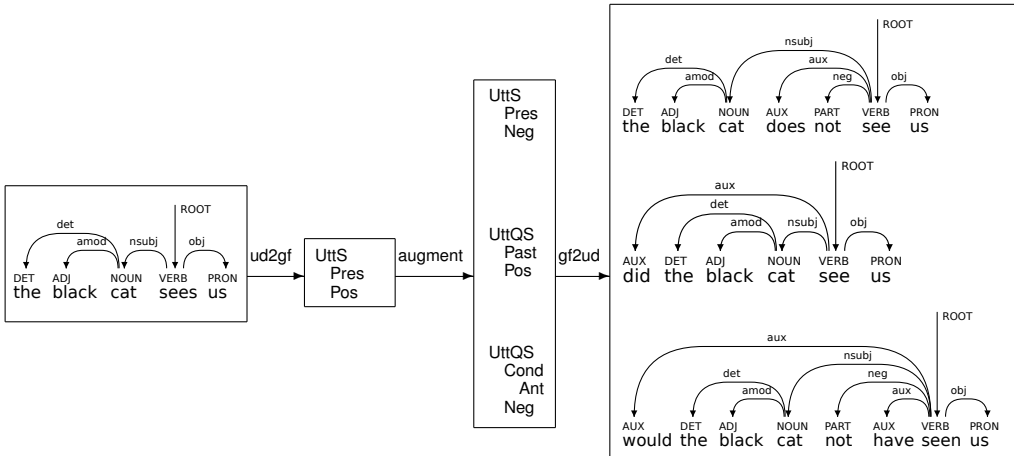 det
amod
nsubj
ROOT
obj
DET ADJ NOUN VERB PRON
the black cat sees us
ud2gf
UttS
Pres
Pos
augment
UttS
Pres
Neg
UttQS
Past
Pos
UttQS
Cond
Ant
Neg
gf2ud
ROOT
nsubj
det
aux
amod
neg
obj
DET ADJ NOUN AUX PART VERB PRON
the black cat does not see us
ROOT
aux
det
amod
nsubj
obj
AUX DET ADJ NOUN VERB PRON
did the black cat see us
ROOT
aux
nsubj
det
neg
amod
aux
obj
AUX DET ADJ NOUN PART AUX VERB PRON
would the black cat not have seen us